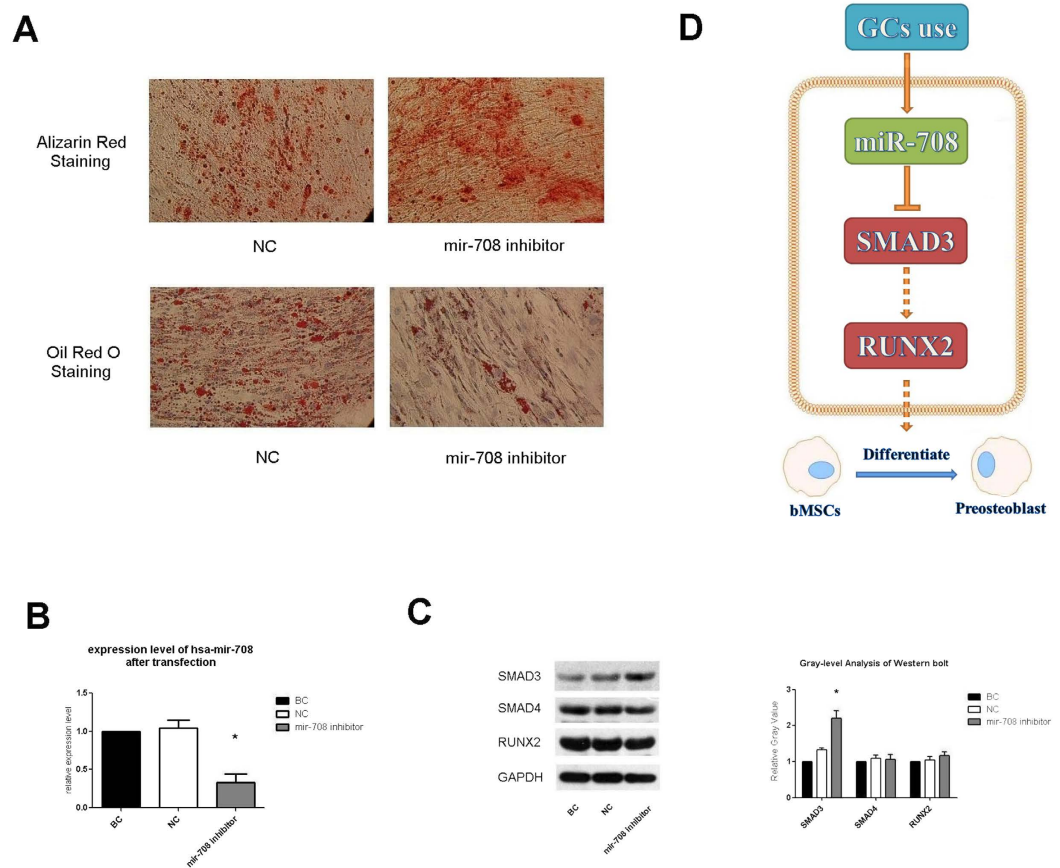 A
Alizarin Red
Staining
NC
mir-708 inhibitor
Oil Red O
Staining
NC
mir-708 inhibitor
D
GCs use
miR-708
SMAD3
RUNX2
Differentiate
bMSCs
Preosteoblast
B
expression level of hsa-mir-708
after transfection
relative expression level
1.5
1.0
0.5
0.0
*
BC
NC
mir-708 inhibitor
BC
NC
mir-708 inhibitor
C
SMAD3
SMAD4
RUNX2
GAPDH
BC
NC
mir-708 inhibitor
Gray-level Analysis of Western bolt
Relative Gray Value
3
2
1
0
*
SMAD3
SMAD4
RUNX2
BC
NC
mir-708 inhibitor